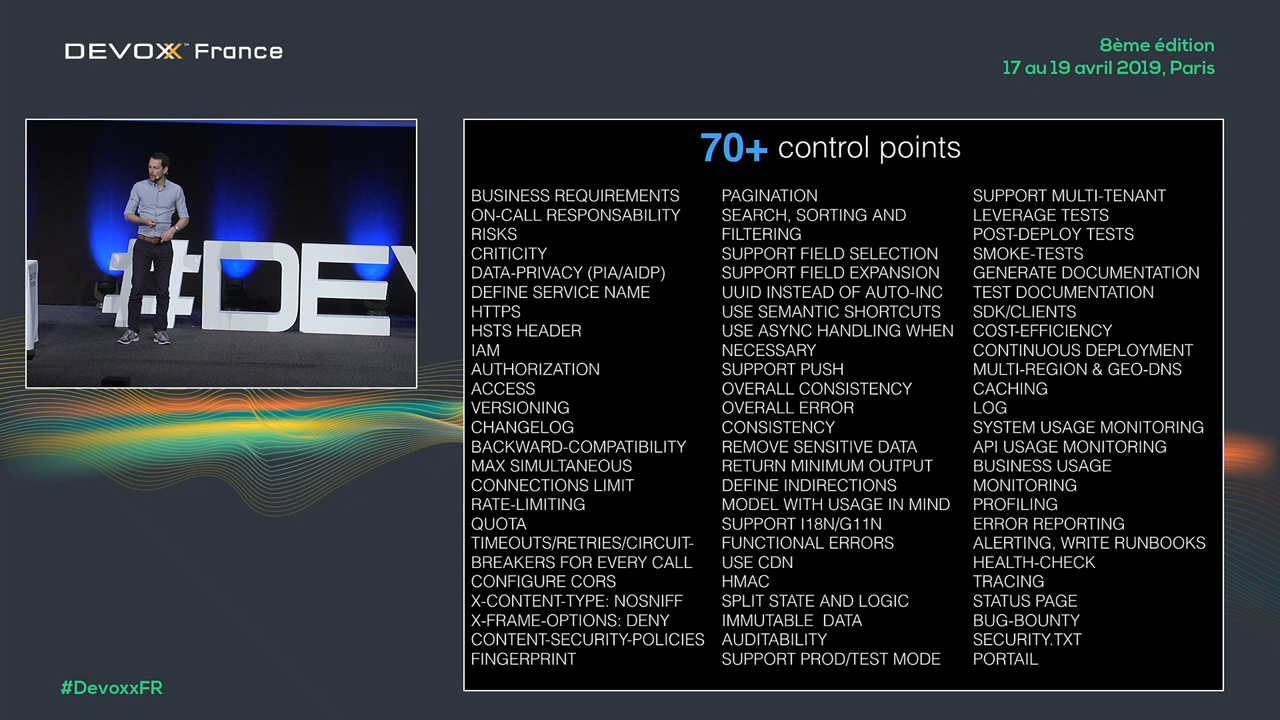 DEVOXX™ France
8ème édition
17 au 19 avril 2019, Paris
#DEV
70+ control points
BUSINESS REQUIREMENTS
ON-CALL RESPONSABILITY
RISKS
CRITICITY
DATA-PRIVACY (PIA/AIDP)
DEFINE SERVICE NAME
HTTPS
HSTS HEADER
IAM
AUTHORIZATION
ACCESS
VERSIONING
CHANGELOG
BACKWARD-COMPATIBILITY
MAX SIMULTANEOUS
CONNECTIONS LIMIT
RATE-LIMITING
QUOTA
TIMEOUTS/RETRIES/CIRCUIT-
BREAKERS FOR EVERY CALL
CONFIGURE CORS
X-CONTENT-TYPE: NOSNIFF
X-FRAME-OPTIONS: DENY
CONTENT-SECURITY-POLICIES
FINGERPRINT
PAGINATION
SEARCH, SORTING AND
FILTERING
SUPPORT FIELD SELECTION
SUPPORT FIELD EXPANSION
UUID INSTEAD OF AUTO-INC
USE SEMANTIC SHORTCUTS
USE ASYNC HANDLING WHEN
NECESSARY
SUPPORT PUSH
OVERALL CONSISTENCY
OVERALL ERROR
CONSISTENCY
REMOVE SENSITIVE DATA
RETURN MINIMUM OUTPUT
DEFINE INDIRECTIONS
MODEL WITH USAGE IN MIND
SUPPORT I18N/G11N
FUNCTIONAL ERRORS
USE CDN
HMAC
SPLIT STATE AND LOGIC
IMMUTABLE DATA
AUDITABILITY
SUPPORT PROD/TEST MODE
SUPPORT MULTI-TENANT
LEVERAGE TESTS
POST-DEPLOY TESTS
SMOKE-TESTS
GENERATE DOCUMENTATION
TEST DOCUMENTATION
SDK/CLIENTS
COST-EFFICIENCY
CONTINUOUS DEPLOYMENT
MULTI-REGION & GEO-DNS
CACHING
LOG
SYSTEM USAGE MONITORING
API USAGE MONITORING
BUSINESS USAGE
MONITORING
PROFILING
ERROR REPORTING
ALERTING, WRITE RUNBOOKS
HEALTH-CHECK
TRACING
STATUS PAGE
BUG-BOUNTY
SECURITY.TXT
PORTAIL
#DevoxxFR